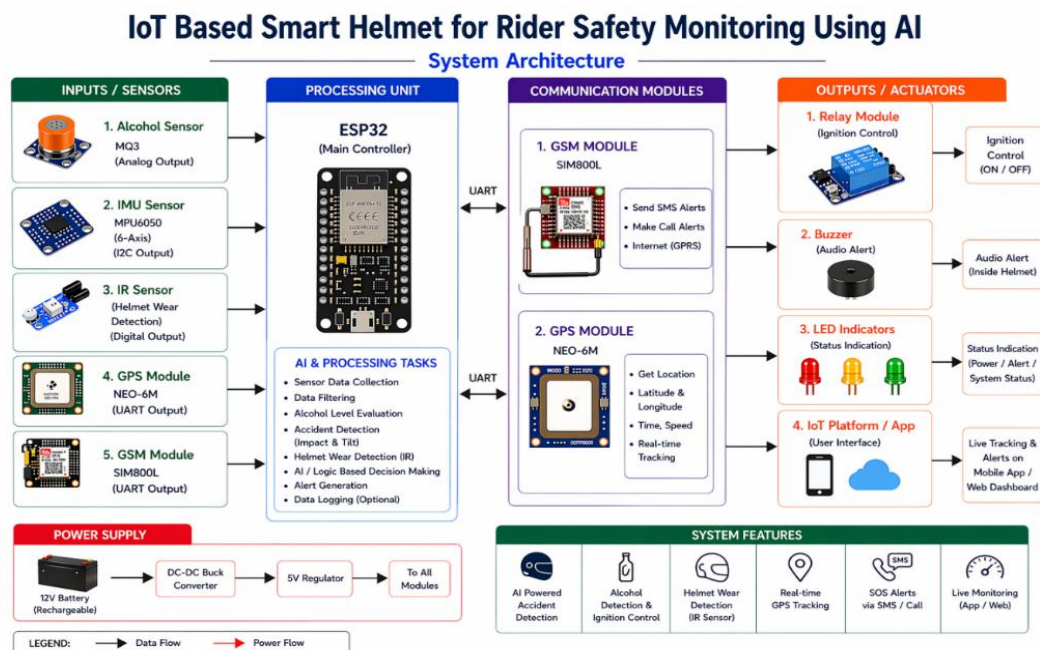 IoT Based Smart Helmet for Rider Safety Monitoring Using AI
System Architecture
INPUTS / SENSORS
1. Alcohol Sensor
MQ3
(Analog Output)
2. IMU Sensor
MPU6050
(6-Axis)
(I2C Output)
3. IR Sensor
(Helmet Wear
Detection)
(Digital Output)
4. GPS Module
NEO-6M
(UART Output)
5. GSM Module
SIM800L
(UART Output)
PROCESSING UNIT
ESP32
(Main Controller)
AI & PROCESSING TASKS
• Sensor Data Collection
• Data Filtering
• Alcohol Level Evaluation
• Accident Detection
(Impact & Tilt)
• Helmet Wear Detection (IR)
• AI / Logic Based Decision Making
• Alert Generation
• Data Logging (Optional)
UART
UART
COMMUNICATION MODULES
1. GSM MODULE
SIM800L
• Send SMS Alerts
• Make Call Alerts
• Internet (GPRS)
2. GPS MODULE
NEO-6M
• Get Location
• Latitude &
Longitude
• Time, Speed
• Real-time
Tracking
OUTPUTS / ACTUATORS
1. Relay Module
(Ignition Control)
Ignition
Control
(ON / OFF)
2. Buzzer
(Audio Alert)
Audio Alert
(Inside Helmet)
3. LED Indicators
(Status Indication)
Status Indication
(Power / Alert /
System Status)
4. IoT Platform / App
(User Interface)
Live Tracking &
Alerts on
Mobile App /
Web Dashboard
POWER SUPPLY
12V Battery
(Rechargeable)
DC-DC Buck
Converter
5V Regulator
To All
Modules
LEGEND:
Data Flow
Power Flow
SYSTEM FEATURES
AI Powered
Accident
Detection
Alcohol
Detection &
Ignition Control
Helmet Wear
Detection
(IR Sensor)
Real-time
GPS Tracking
SMS
SOS Alerts
via SMS / Call
Live Monitoring
(App / Web)